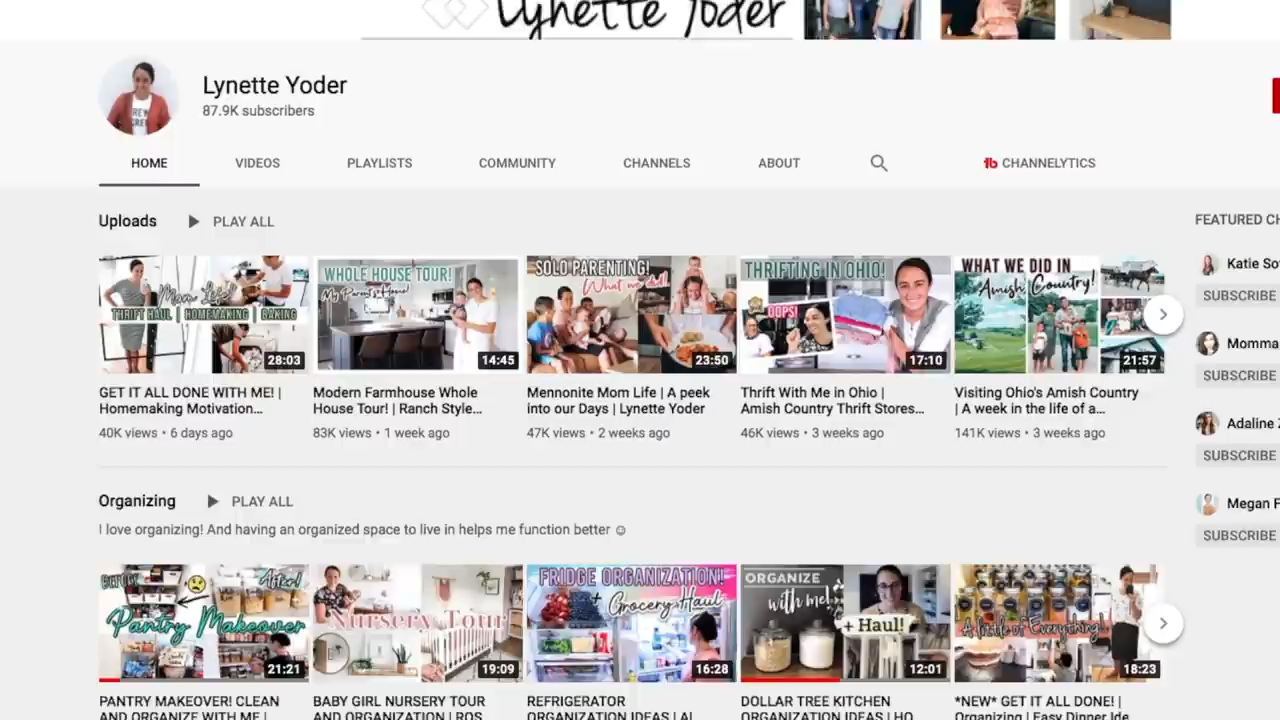 Lynette Yoder
Lynette Yoder
87.9K subscribers
HOME VIDEOS PLAYLISTS COMMUNITY CHANNELS ABOUT CHANNELYTICS
Uploads PLAY ALL
FEATURED CH
WHOLE HOUSE TOUR!
My Parent's House!
SOLO PARENTING!
What we did!
THRIFTING IN OHIO!
OOPS!
WHAT WE DID IN
Amish Country!
Mom Life!
THRIFT HAUL | HOMEMAKING | BAKING
28:03 14:45 23:50 17:10 21:57
GET IT ALL DONE WITH ME! |
Homemaking Motivation...
40K views • 6 days ago
Modern Farmhouse Whole
House Tour! | Ranch Style...
83K views • 1 week ago
Mennonite Mom Life | A peek
into our Days | Lynette Yoder
47K views • 2 weeks ago
Thrift With Me in Ohio |
Amish Country Thrift Stores...
46K views • 3 weeks ago
Visiting Ohio's Amish Country
| A week in the life of a...
141K views • 3 weeks ago
Katie So
SUBSCRIBE
Momma
SUBSCRIBE
Adaline
SUBSCRIBE
Megan F
SUBSCRIBE
Organizing PLAY ALL
I love organizing! And having an organized space to live in helps me function better ☺
BEFORE After!
Pantry Makeover
21:21
Nursery Tour
19:09
FRIDGE ORGANIZATION!
+ Grocery Haul
16:28
ORGANIZE
with me!
+ Haul!
12:01
A little of Everything!
18:23
PANTRY MAKEOVER! CLEAN
AND ORGANIZE WITH ME |
BABY GIRL NURSERY TOUR
AND ORGANIZATION | ROS
REFRIGERATOR
ORGANIZATION IDEAS | AL
DOLLAR TREE KITCHEN
ORGANIZATION IDEAS | HO
*NEW* GET IT ALL DONE! |
Organizing | Easy Dinner Ide